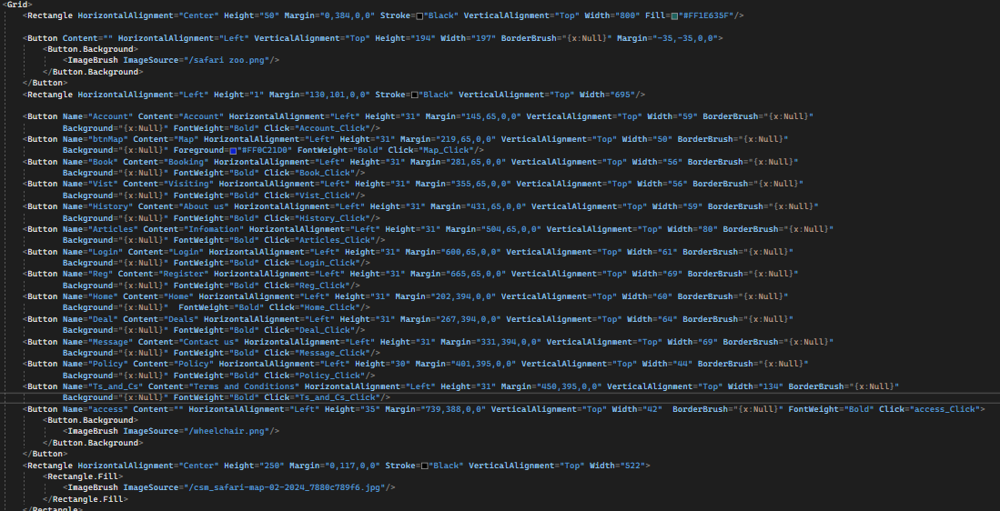 <Grid>
<Rectangle HorizontalAlignment="Center" Height="50" Margin="0,384,0,0" Stroke="Black" VerticalAlignment="Top" Width="800" Fill="#FF1E635F"/>
<Button Content="" HorizontalAlignment="Left" VerticalAlignment="Top" Height="194" Width="197" BorderBrush="{x:Null}" Margin="-35,-35,0,0">
<Button.Background>
<ImageBrush ImageSource="/safari zoo.png"/>
</Button.Background>
</Button>
<Rectangle HorizontalAlignment="Left" Height="1" Margin="130,101,0,0" Stroke="Black" VerticalAlignment="Top" Width="695"/>
<Button Name="Account" Content="Account" HorizontalAlignment="Left" Height="31" Margin="145,65,0,0" VerticalAlignment="Top" Width="59" BorderBrush="{x:Null}"
Background="{x:Null}" FontWeight="Bold" Click="Account_Click"/>
<Button Name="btnMap" Content="Map" HorizontalAlignment="Left" Height="31" Margin="219,65,0,0" VerticalAlignment="Top" Width="50" BorderBrush="{x:Null}"
Background="{x:Null}" Foreground="#FF0C21D0" FontWeight="Bold" Click="Map_Click"/>
<Button Name="Book" Content="Booking" HorizontalAlignment="Left" Height="31" Margin="281,65,0,0" VerticalAlignment="Top" Width="56" BorderBrush="{x:Null}"
Background="{x:Null}" FontWeight="Bold" Click="Book_Click"/>
<Button Name="Vist" Content="Visiting" HorizontalAlignment="Left" Height="31" Margin="355,65,0,0" VerticalAlignment="Top" Width="56" BorderBrush="{x:Null}"
Background="{x:Null}" FontWeight="Bold" Click="Vist_Click"/>
<Button Name="History" Content="About us" HorizontalAlignment="Left" Height="31" Margin="431,65,0,0" VerticalAlignment="Top" Width="59" BorderBrush="{x:Null}"
Background="{x:Null}" FontWeight="Bold" Click="History_Click"/>
<Button Name="Articles" Content="Infomation" HorizontalAlignment="Left" Height="31" Margin="504,65,0,0" VerticalAlignment="Top" Width="80" BorderBrush="{x:Null}"
Background="{x:Null}" FontWeight="Bold" Click="Articles_Click"/>
<Button Name="Login" Content="Login" HorizontalAlignment="Left" Height="31" Margin="600,65,0,0" VerticalAlignment="Top" Width="61" BorderBrush="{x:Null}"
Background="{x:Null}" FontWeight="Bold" Click="Login_Click"/>
<Button Name="Reg" Content="Register" HorizontalAlignment="Left" Height="31" Margin="665,65,0,0" VerticalAlignment="Top" Width="69" BorderBrush="{x:Null}"
Background="{x:Null}" FontWeight="Bold" Click="Reg_Click"/>
<Button Name="Home" Content="Home" HorizontalAlignment="Left" Height="31" Margin="202,394,0,0" VerticalAlignment="Top" Width="60" BorderBrush="{x:Null}"
Background="{x:Null}"  FontWeight="Bold" Click="Home_Click"/>
<Button Name="Deal" Content="Deals" HorizontalAlignment="Left" Height="31" Margin="267,394,0,0" VerticalAlignment="Top" Width="64" BorderBrush="{x:Null}"
Background="{x:Null}" FontWeight="Bold" Click="Deal_Click"/>
<Button Name="Message" Content="Contact us" HorizontalAlignment="Left" Height="31" Margin="331,394,0,0" VerticalAlignment="Top" Width="69" BorderBrush="{x:Null}"
Background="{x:Null}" FontWeight="Bold" Click="Message_Click"/>
<Button Name="Policy" Content="Policy" HorizontalAlignment="Left" Height="30" Margin="401,395,0,0" VerticalAlignment="Top" Width="44" BorderBrush="{x:Null}"
Background="{x:Null}" FontWeight="Bold" Click="Policy_Click"/>
<Button Name="Ts_and_Cs" Content="Terms and Conditions" HorizontalAlignment="Left" Height="31" Margin="450,395,0,0" VerticalAlignment="Top" Width="134" BorderBrush="{x:Null}"
Background="{x:Null}" FontWeight="Bold" Click="Ts_and_Cs_Click"/>
<Button Name="access" Content="" HorizontalAlignment="Left" Height="35" Margin="739,388,0,0" VerticalAlignment="Top" Width="42"  BorderBrush="{x:Null}" FontWeight="Bold" Click="access_Click">
<Button.Background>
<ImageBrush ImageSource="/wheelchair.png"/>
</Button.Background>
</Button>
<Rectangle HorizontalAlignment="Center" Height="250" Margin="0,117,0,0" Stroke="Black" VerticalAlignment="Top" Width="522">
<Rectangle.Fill>
<ImageBrush ImageSource="/csm_safari-map-02-2024_7880c789f6.jpg"/>
</Rectangle.Fill>
</Rectangle>